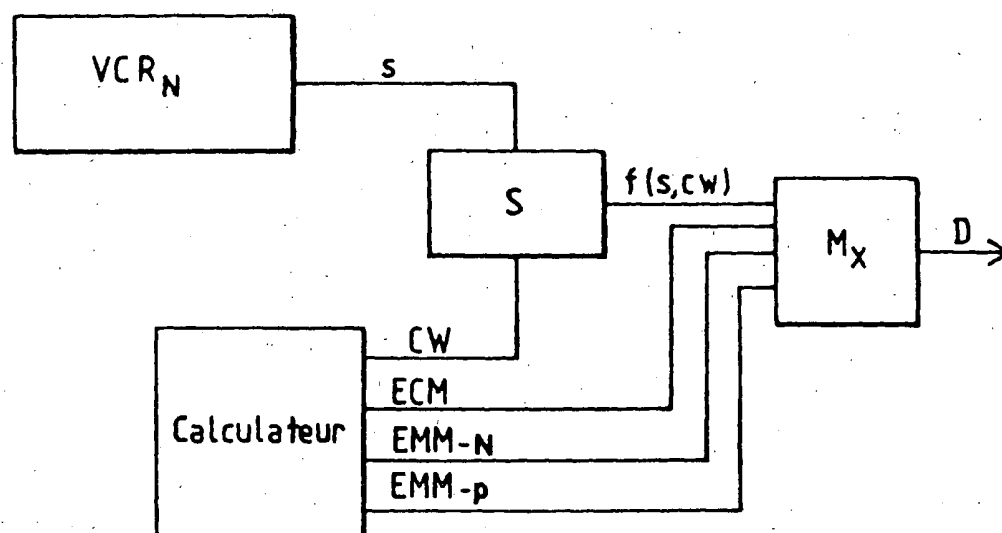 VCR_N
s
S
f(s,cw)
M_X
D
CW
ECM
Calculateur
EMM-N
EMM-p